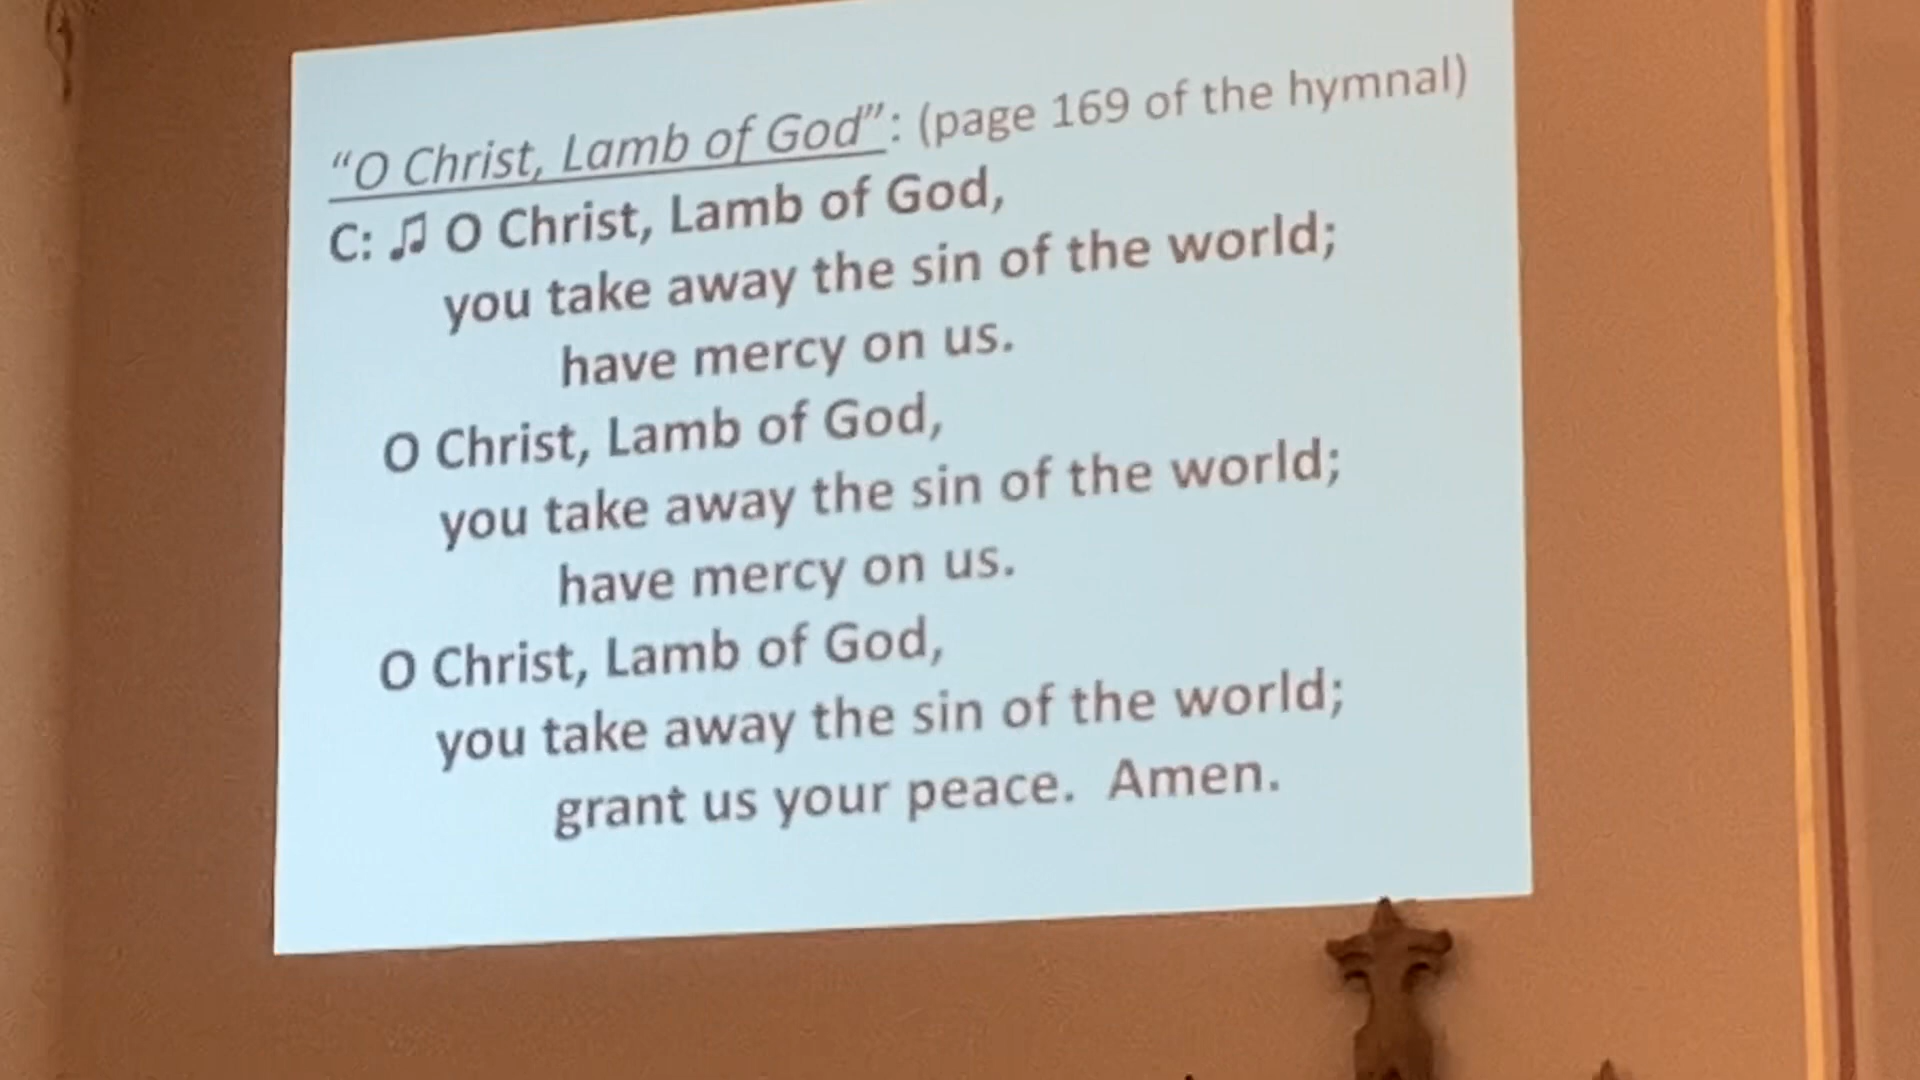 “O Christ, Lamb of God”: (page 169 of the hymnal)
C: ♫ O Christ, Lamb of God,
you take away the sin of the world;
have mercy on us.
O Christ, Lamb of God,
you take away the sin of the world;
have mercy on us.
O Christ, Lamb of God,
you take away the sin of the world;
grant us your peace. Amen.